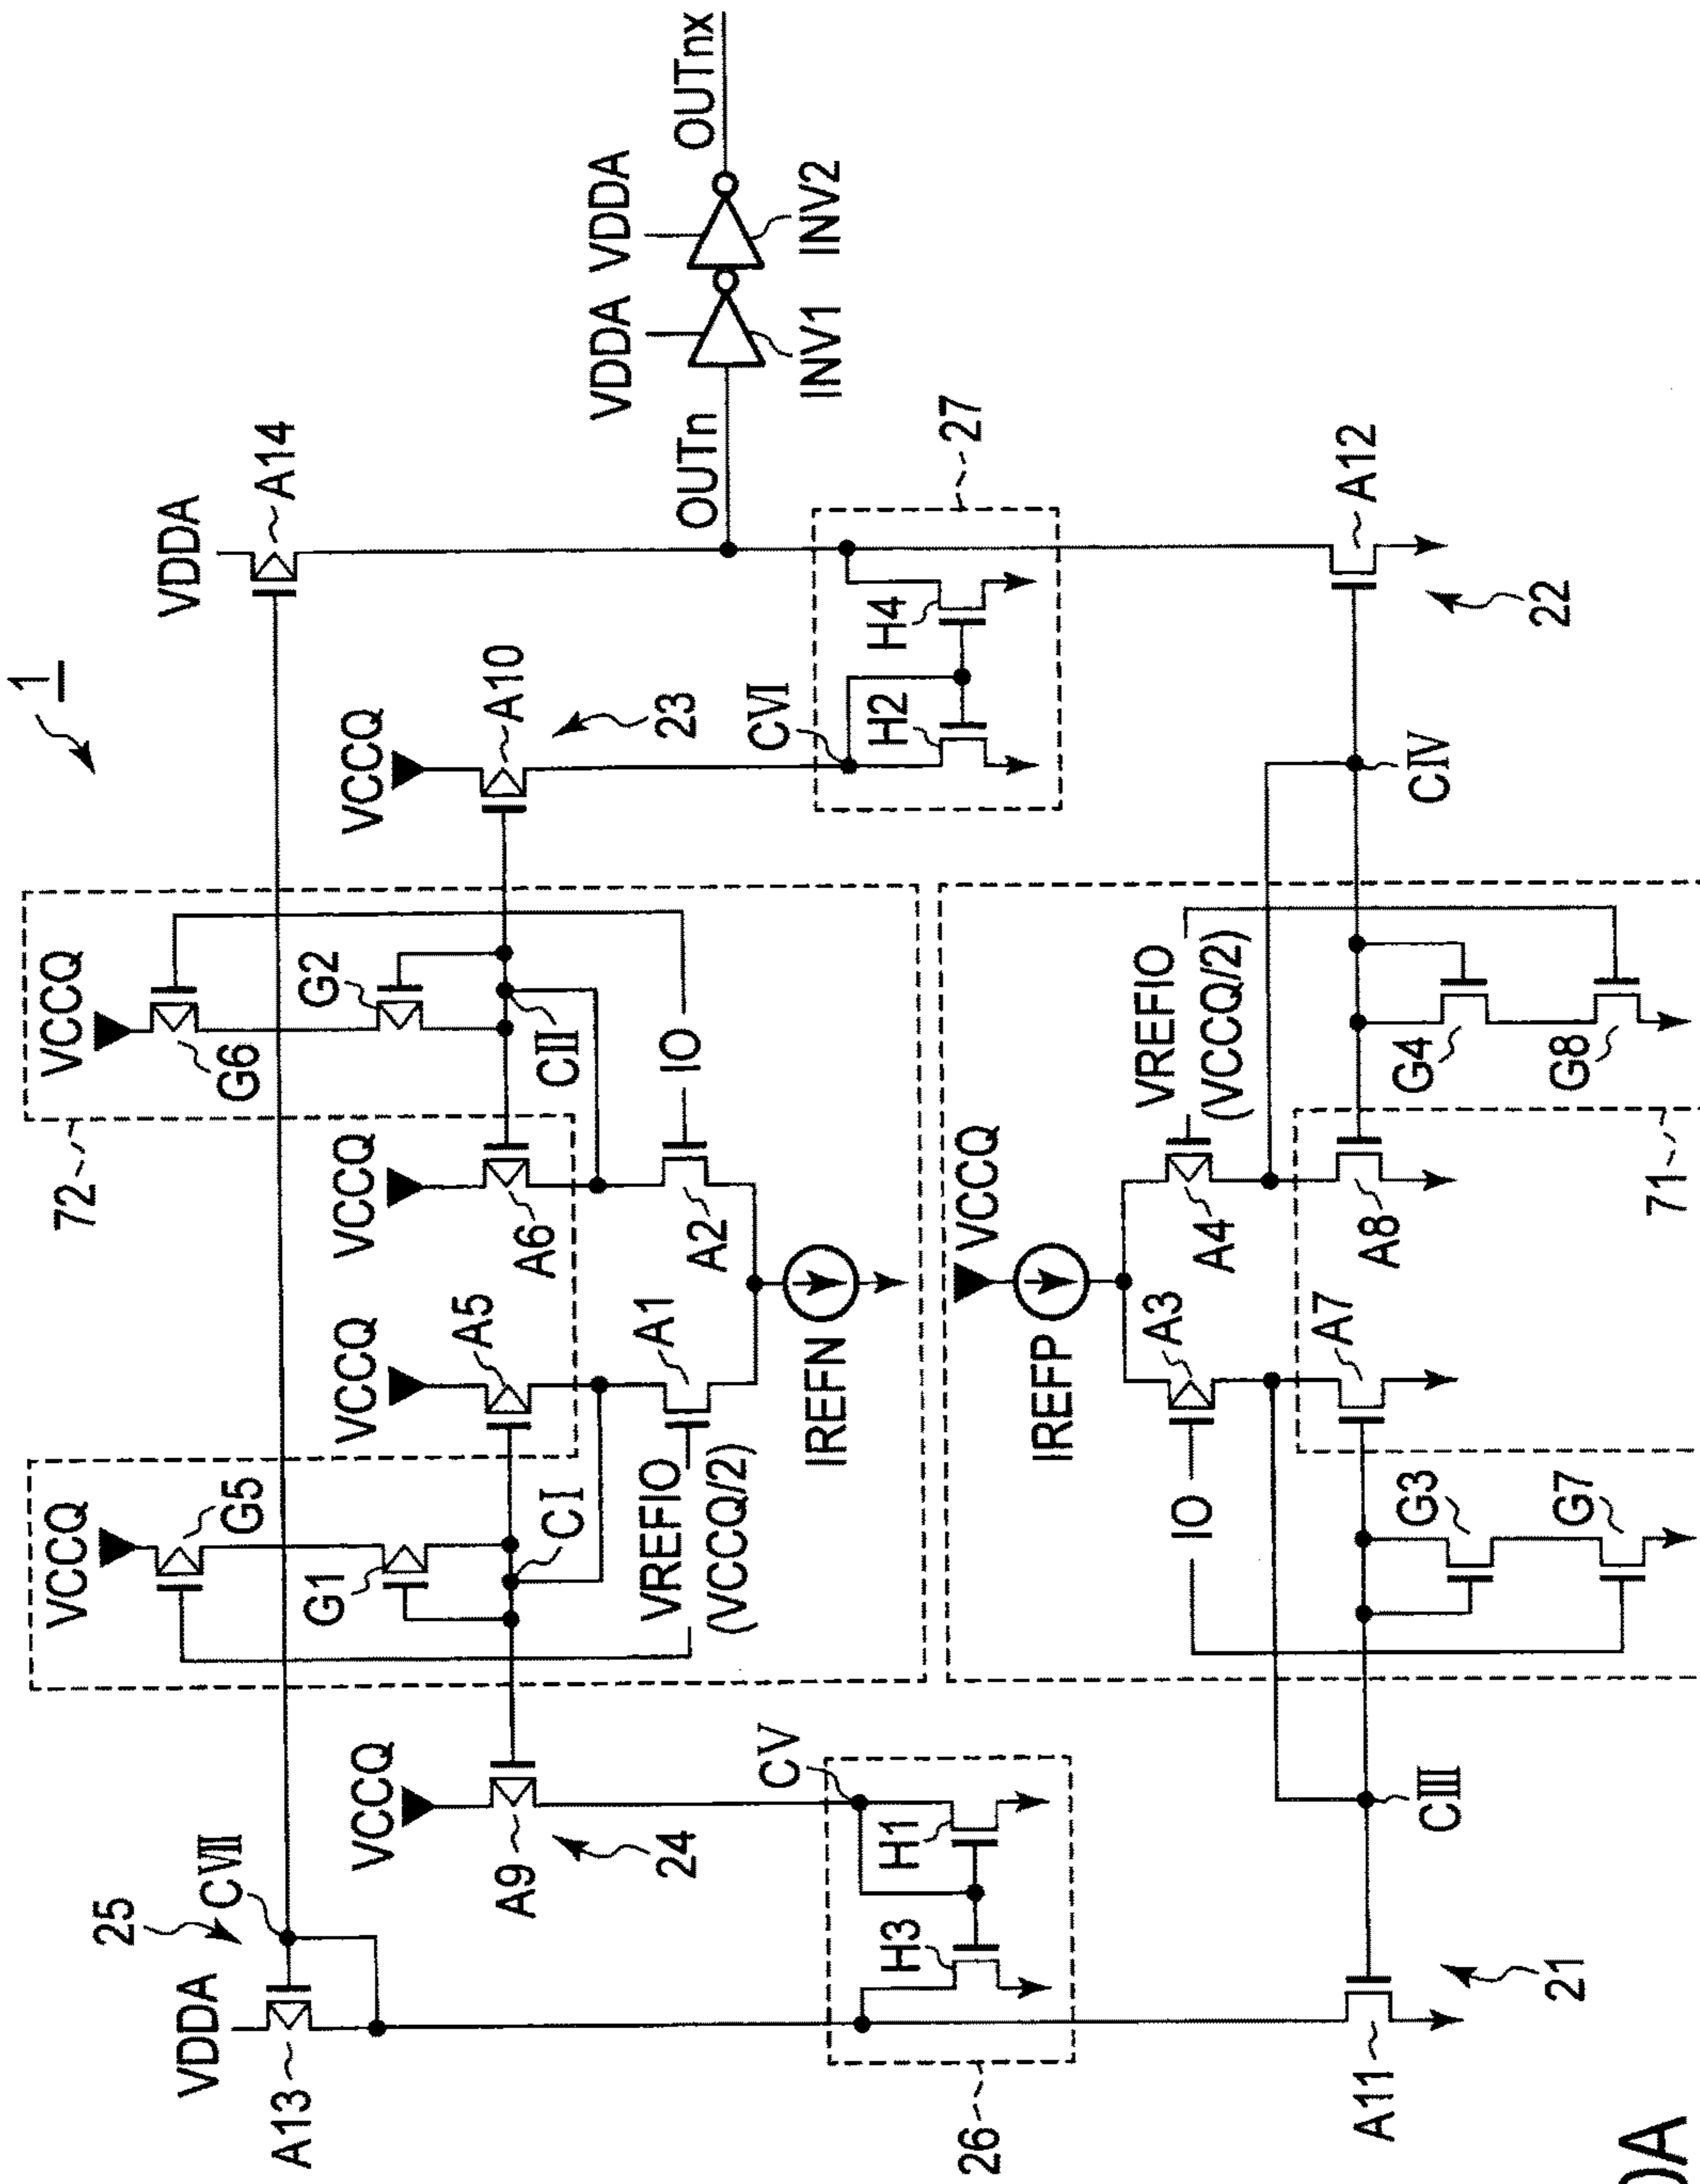 1
VDDA
A14
VCCQ
A10
23
VDDA
VDDA
OUTn
OUTnx
INV1
INV2
CVI
H2
H4
27
A12
22
CIV
72
VCCQ
G6
G2
CII
VCCQ
A6
A2
IO
VCCQ
G5
G1
CI
VCCQ
A5
A1
VREFIO
(VCCQ/2)
IREFN
VCCQ
IREFP
VREFIO
(VCCQ/2)
A3
A4
IO
A7
A8
G3
G7
G4
G8
71
25
CVII
VDDA
A13
VCCQ
A9
24
CV
H3
H1
26
CIII
A11
21